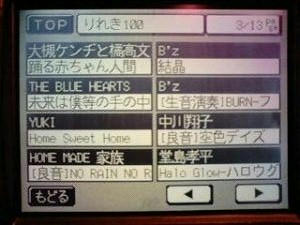 TOP りれき100 3/13
大槻ケンヂと橘高文
踊る赤ちゃん人間
B'z
結晶
THE BLUE HEARTS
未来は僕等の手の中
B'z
[生音演奏]BURN-フ
YUKI
Home Sweet Home
中川翔子
[良音]空色デイズ
HOME MADE 家族
[良音]NO RAIN NO R
堂島孝平
Halo Glow-ハロウグ
もどる